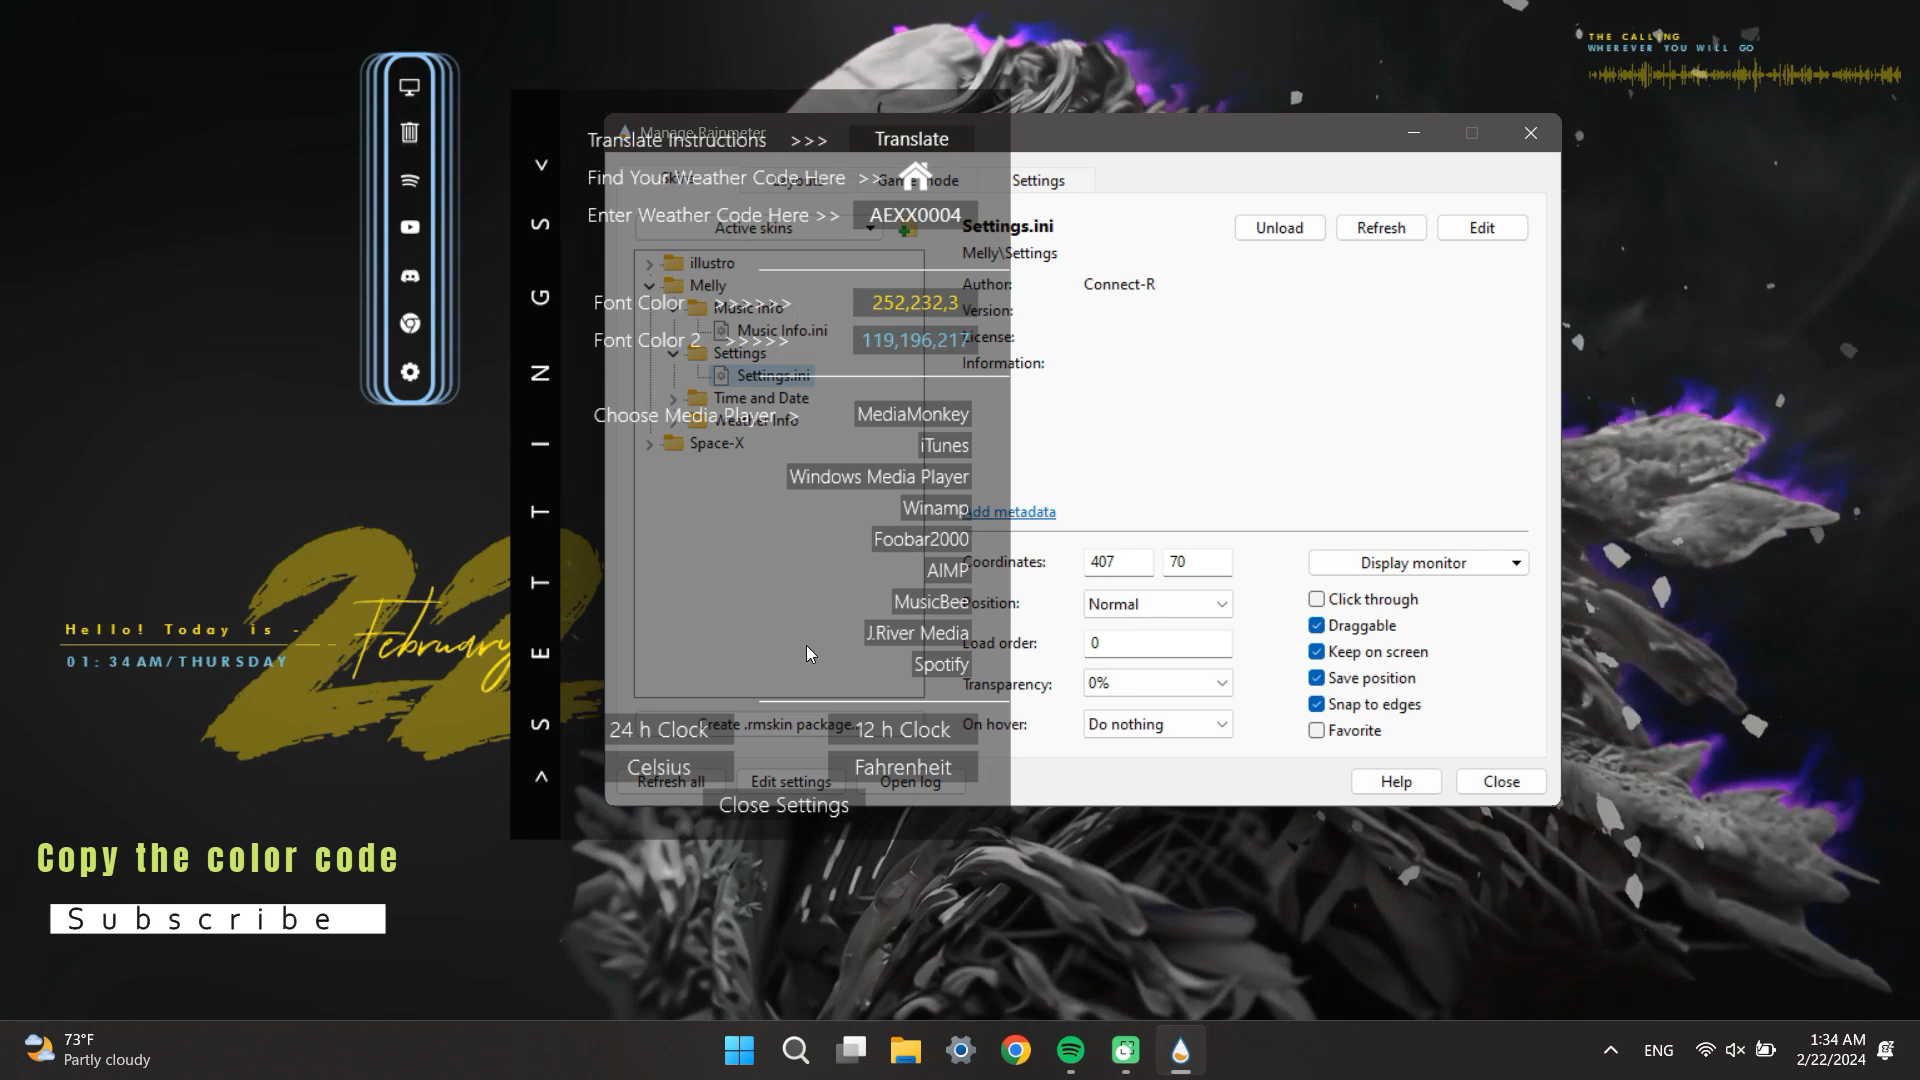 THE CALLING
WHEREVER YOU WILL GO
Manage Rainmeter
Translate Instructions >>> Translate
Find Your Weather Code Here >>
Game mode
Settings
Enter Weather Code Here >> AEXX0004
Active skins
Settings.ini
Unload
Refresh
Edit
Melly\Settings
illustro
Melly
Author: Connect-R
Font Color >>>>>> 252,232,3
Music Info
Version:
Music Info.ini
Font Color 2 >>>>> 119,196,217
License:
Settings
Information:
Settings.ini
Time and Date
Choose Media Player >
Weather Info
MediaMonkey
Space-X
iTunes
Windows Media Player
Winamp
Add metadata
Foobar2000
AIMP
MusicBee
J.River Media
Spotify
Coordinates: 407 70
Display monitor
Position: Normal
Click through
Draggable
Load order: 0
Keep on screen
Transparency: 0%
Save position
Snap to edges
On hover: Do nothing
Favorite
24 h Clock
Create .rmskin package...
12 h Clock
Celsius
Fahrenheit
Refresh all
Edit settings
Open log
Help
Close
Close Settings
< SETTINGS >
22
February
Hello! Today is -
01:34AM/THURSDAY
Copy the color code
Subscribe
73°F
Partly cloudy
ENG
1:34 AM
2/22/2024